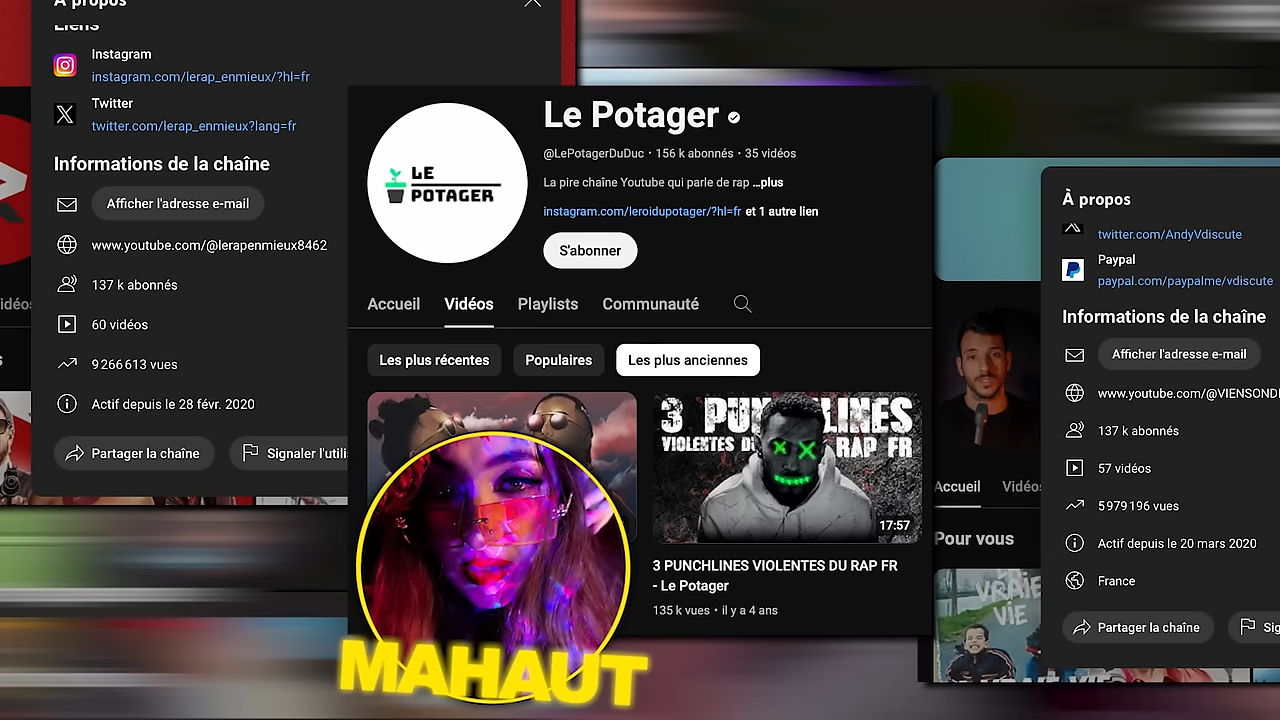 À propos
Liens
Instagram
instagram.com/lerap_enmieux/?hl=fr
Twitter
twitter.com/lerap_enmieux?lang=fr
Informations de la chaîne
Afficher l'adresse e-mail
www.youtube.com/@lerapenmieux8462
137 k abonnés
60 vidéos
9 266 613 vues
Actif depuis le 28 févr. 2020
Partager la chaîne
Signaler l'utili
LE
POTAGER
Le Potager
@LePotagerDuDuc • 156 k abonnés • 35 vidéos
La pire chaîne Youtube qui parle de rap ...plus
instagram.com/leroidupotager/?hl=fr et 1 autre lien
S'abonner
Accueil Vidéos Playlists Communauté
Les plus récentes Populaires Les plus anciennes
3 PUNCHLINES
VIOLENTES DU RAP FR
17:57
3 PUNCHLINES VIOLENTES DU RAP FR
- Le Potager
135 k vues • il y a 4 ans
MAHAUT
À propos
twitter.com/AndyVdiscute
Paypal
paypal.com/paypalme/vdiscute
Informations de la chaîne
Afficher l'adresse e-mail
www.youtube.com/@VIENSONDI
137 k abonnés
57 vidéos
5 979 196 vues
Actif depuis le 20 mars 2020
France
Partager la chaîne
Sig
Accueil Vidéos
Pour vous
VRAIE
VIE